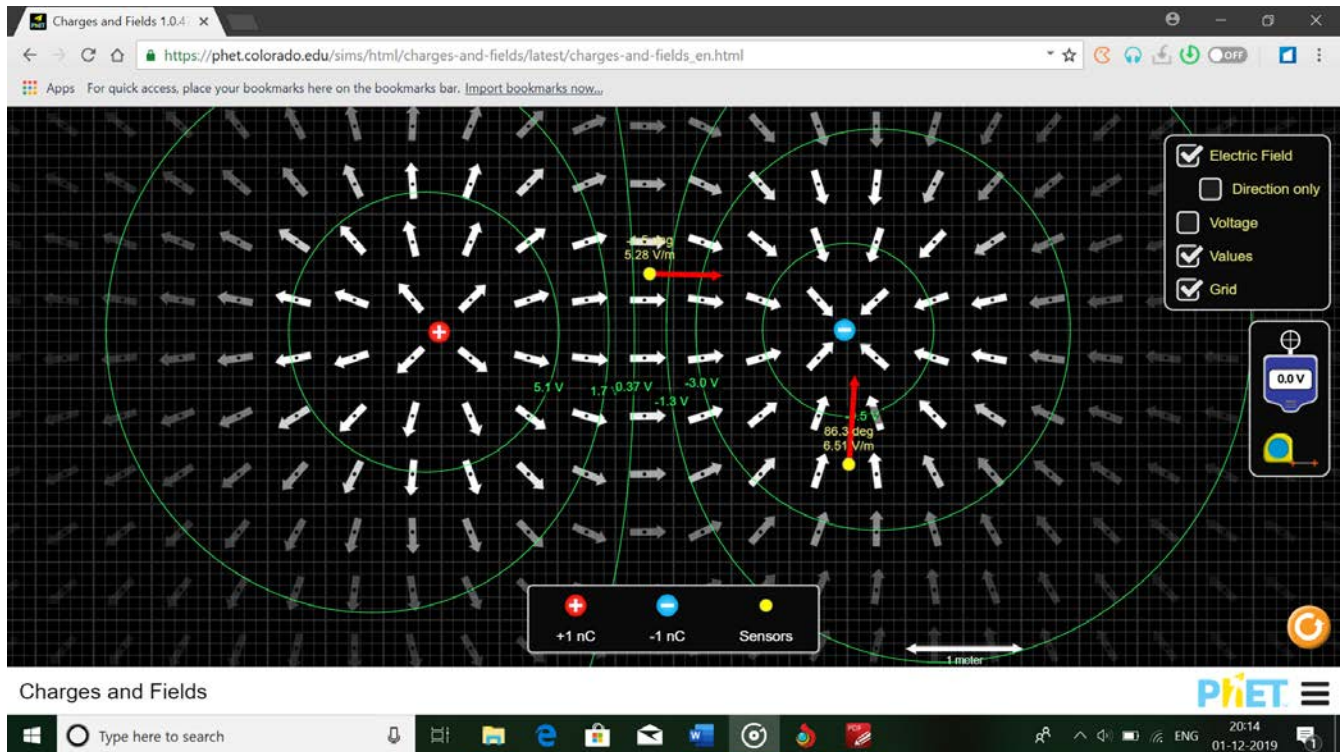 Charges and Fields 1.0.4
https://phet.colorado.edu/sims/html/charges-and-fields/latest/charges-and-fields_en.html
OFF
Apps For quick access, place your bookmarks here on the bookmarks bar. Import bookmarks now...
Electric Field
Direction only
Voltage
Values
Grid
deg
5.28 V/m
0.0 V
5.1 V
1.7
0.37 V
-1.3 V
-3.0 V
86.3 deg
6.51 V/m
+1 nC
-1 nC
Sensors
1 meter
Charges and Fields
PhET
Type here to search
ENG
20:14
01-12-2019